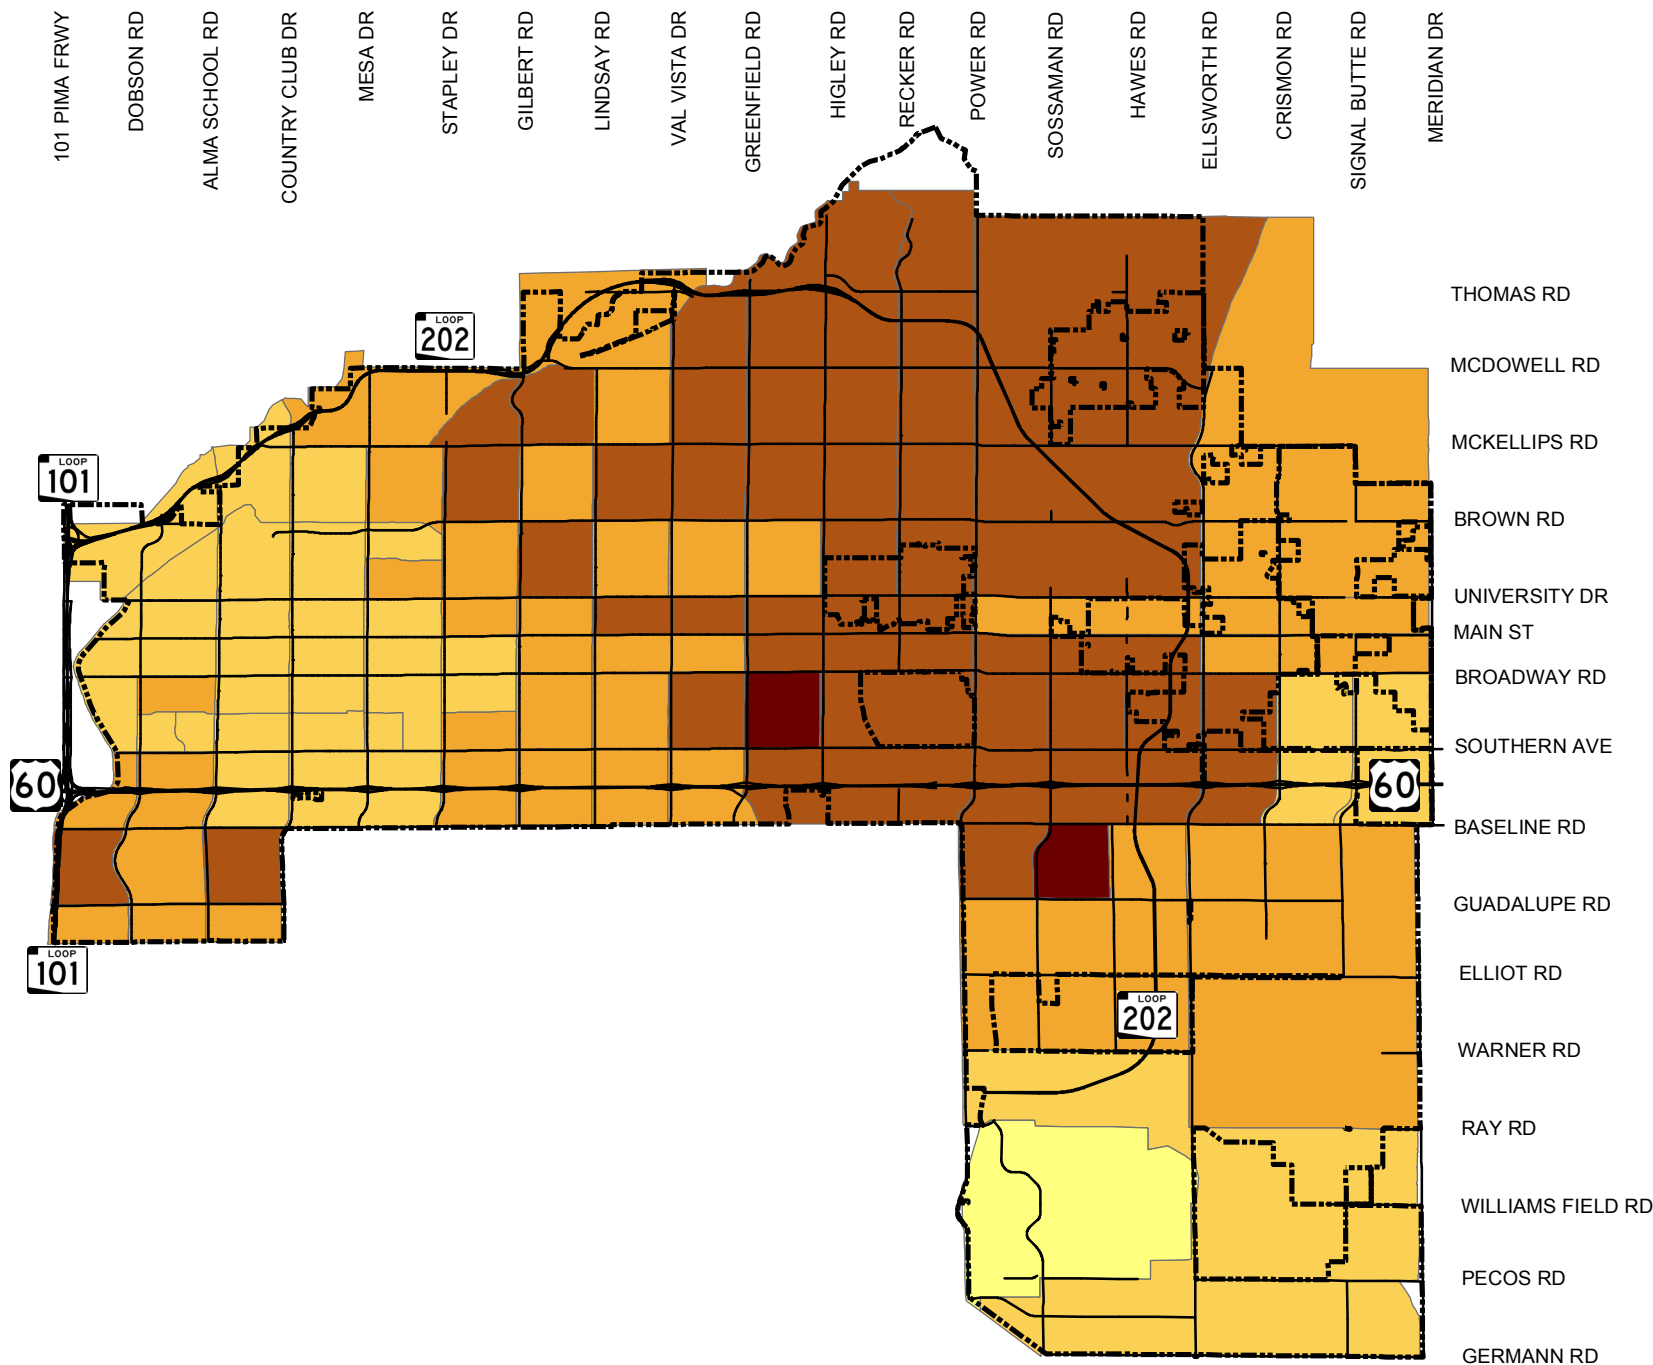 101 PIMA FRWY
DOBSON RD
ALMA SCHOOL RD
COUNTRY CLUB DR
MESA DR
STAPLEY DR
GILBERT RD
LINDSAY RD
VAL VISTA DR
GREENFIELD RD
HIGLEY RD
RECKER RD
POWER RD
SOSSAMAN RD
HAWES RD
ELLSWORTH RD
CRISMON RD
SIGNAL BUTTE RD
MERIDIAN DR
THOMAS RD
LOOP
202
MCDOWELL RD
MCKELLIPS RD
LOOP
101
BROWN RD
UNIVERSITY DR
MAIN ST
BROADWAY RD
SOUTHERN AVE
60
60
BASELINE RD
GUADALUPE RD
LOOP
101
ELLIOT RD
LOOP
202
WARNER RD
RAY RD
WILLIAMS FIELD RD
PECOS RD
GERMANN RD